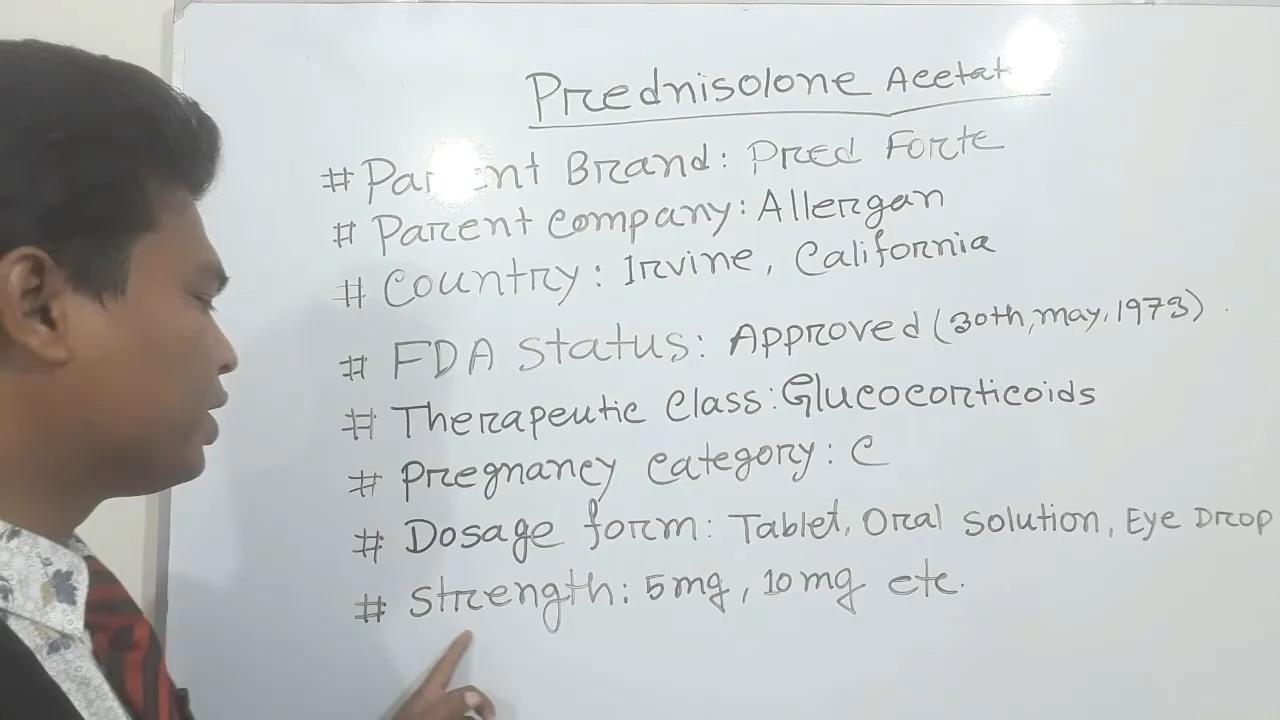 Prednisolone Acetat
# Parent Brand: Pred Forte
# Parent Company: Allergan
# Country: Irvine, California
# FDA Status: Approved (30th, may, 1973)
# Therapeutic Class: Glucocorticoids
# Pregnancy Category: C
# Dosage form: Tablet, Oral solution, Eye Drop
# Strength: 5mg, 10mg etc.